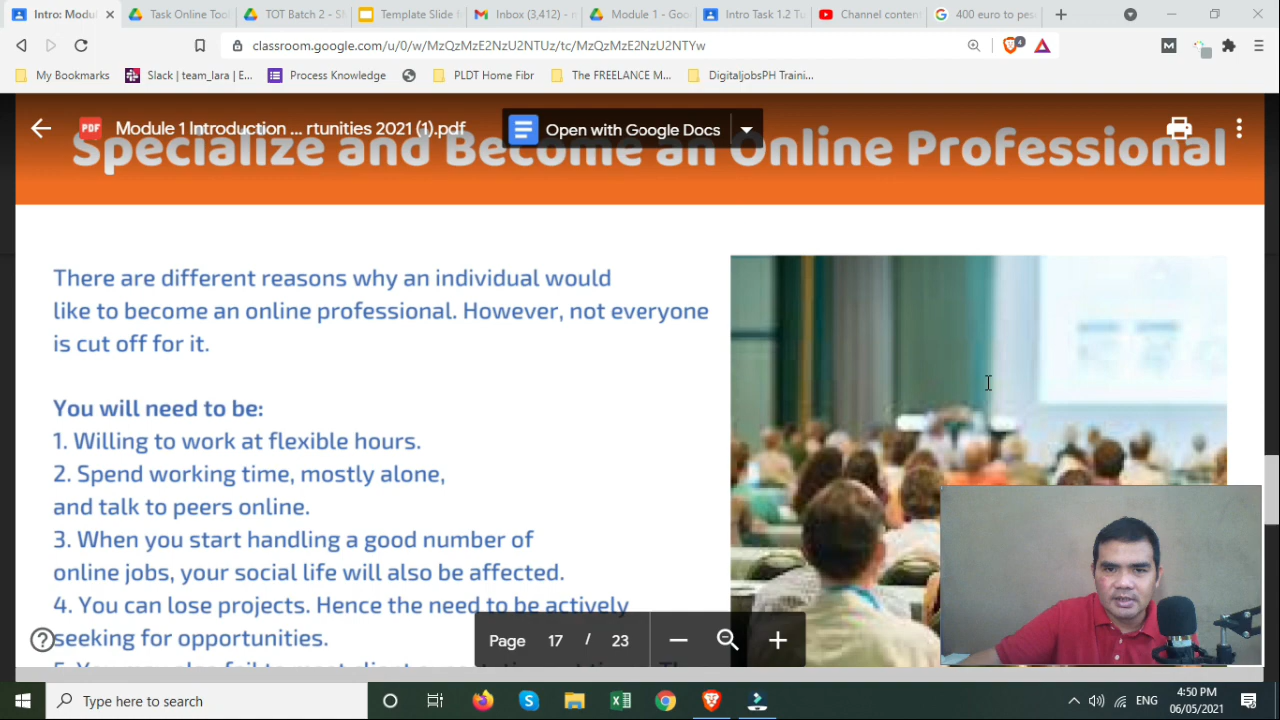 Intro: Modul
Task Online Too
TOT Batch 2 - St
Template Slide f
Inbox (3,412) -
Module 1 - Goo
Intro Task 1.2 Tu
Channel content
400 euro to pes
classroom.google.com/u/0/w/MzQzMzE2NzU2NTUz/tc/MzQzMzE2NzU2NTYw
4
M
My Bookmarks
Slack | team_lara | E...
Process Knowledge
PLDT Home Fibr
The FREELANCE M...
DigitaljobsPH Traini...
PDF
Module 1 Introduction ... rtunities 2021 (1).pdf
Open with Google Docs
Specialize and Become an Online Professional
There are different reasons why an individual would
like to become an online professional. However, not everyone
is cut off for it.
You will need to be:
1. Willing to work at flexible hours.
2. Spend working time, mostly alone,
and talk to peers online.
3. When you start handling a good number of
online jobs, your social life will also be affected.
4. You can lose projects. Hence the need to be actively
seeking for opportunities.
Page 17 / 23
Type here to search
ENG
4:50 PM
06/05/2021